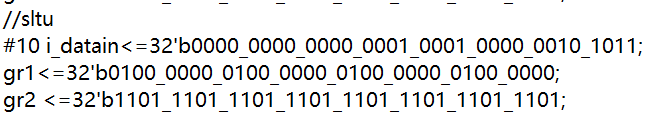 //sltu
#10 i_datain<=32'b0000_0000_0000_0001_0001_0000_0010_1011;
gr1<=32'b0100_0000_0100_0000_0100_0000_0100_0000;
gr2 <=32'b1101_1101_1101_1101_1101_1101_1101_1101;